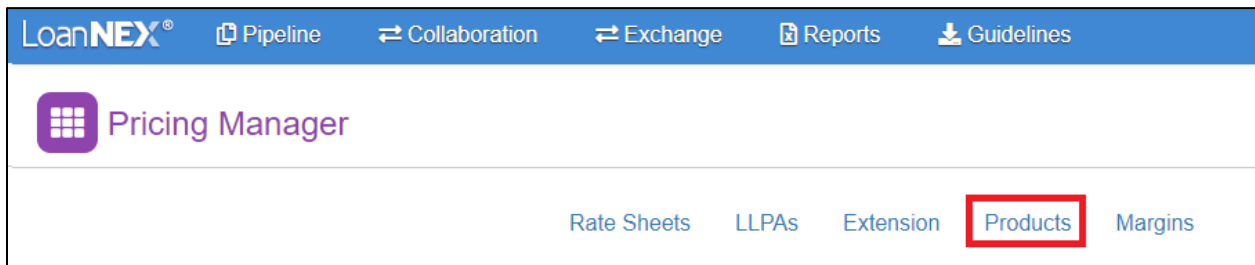 LoanNEX® Pipeline Collaboration Exchange Reports Guidelines
Pricing Manager
Rate Sheets LLPAs Extension Products Margins